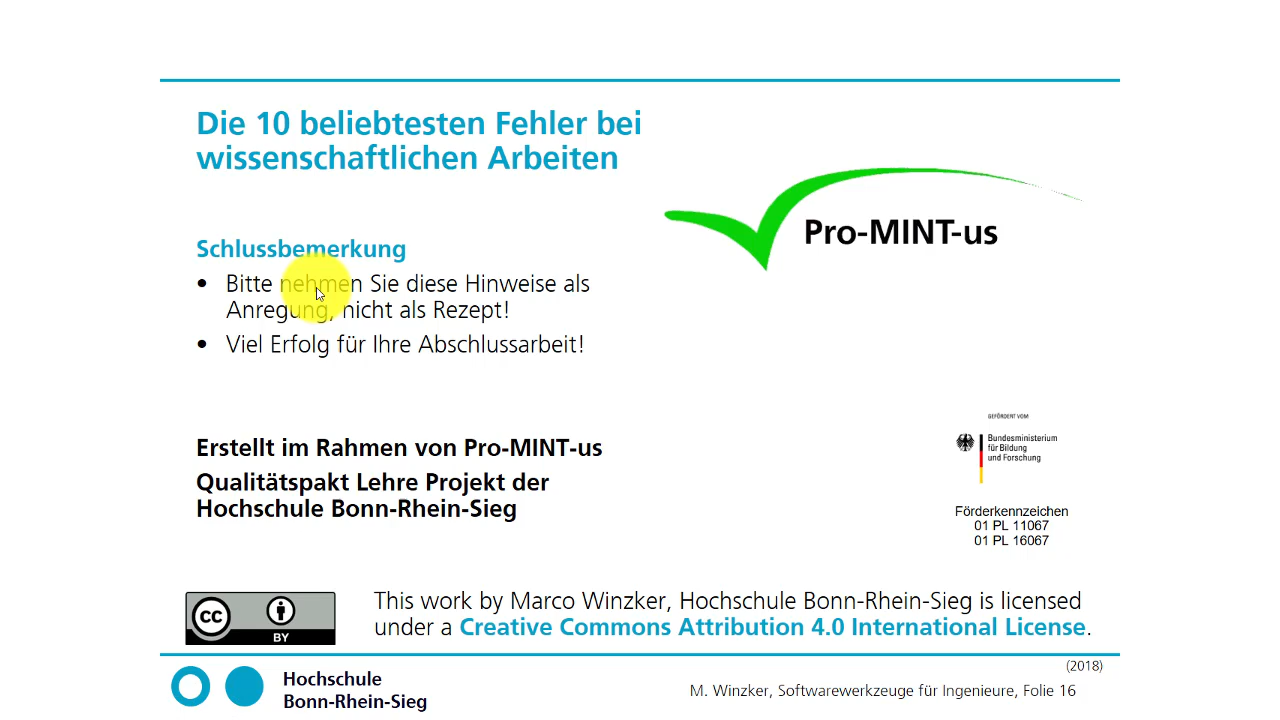 Die 10 beliebtesten Fehler bei
wissenschaftlichen Arbeiten
Pro-MINT-us
Schlussbemerkung
• Bitte nehmen Sie diese Hinweise als
Anregung, nicht als Rezept!
• Viel Erfolg für Ihre Abschlussarbeit!
GEFÖRDERT VOM
Bundesministerium
für Bildung
und Forschung
Erstellt im Rahmen von Pro-MINT-us
Qualitätspakt Lehre Projekt der
Hochschule Bonn-Rhein-Sieg
Förderkennzeichen
01 PL 11067
01 PL 16067
cc
BY
This work by Marco Winzker, Hochschule Bonn-Rhein-Sieg is licensed
under a Creative Commons Attribution 4.0 International License.
(2018)
Hochschule
Bonn-Rhein-Sieg
M. Winzker, Softwarewerkzeuge für Ingenieure, Folie 16